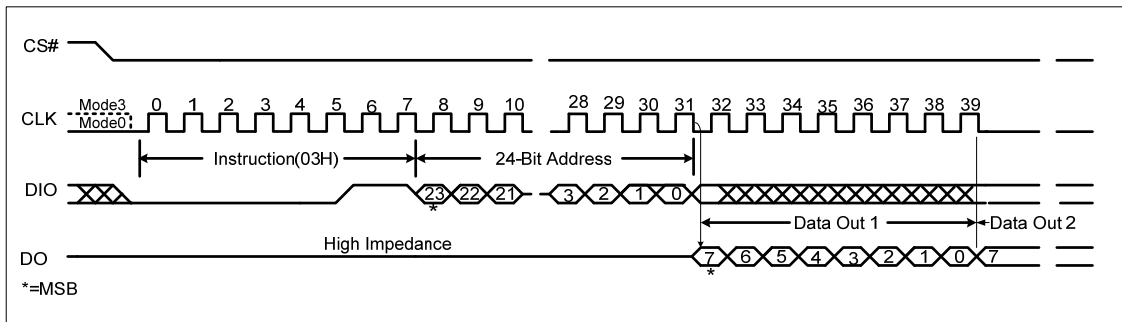 CS#
Mode3 0 1 2 3 4 5 6 7 8 9 10 28 29 30 31 32 33 34 35 36 37 38 39
CLK Mode0
Instruction(03H) 24-Bit Address
DIO 23 22 21 3 2 1 0
*
Data Out 1 Data Out 2
High Impedance
DO 7 6 5 4 3 2 1 0 7
*
*=MSB